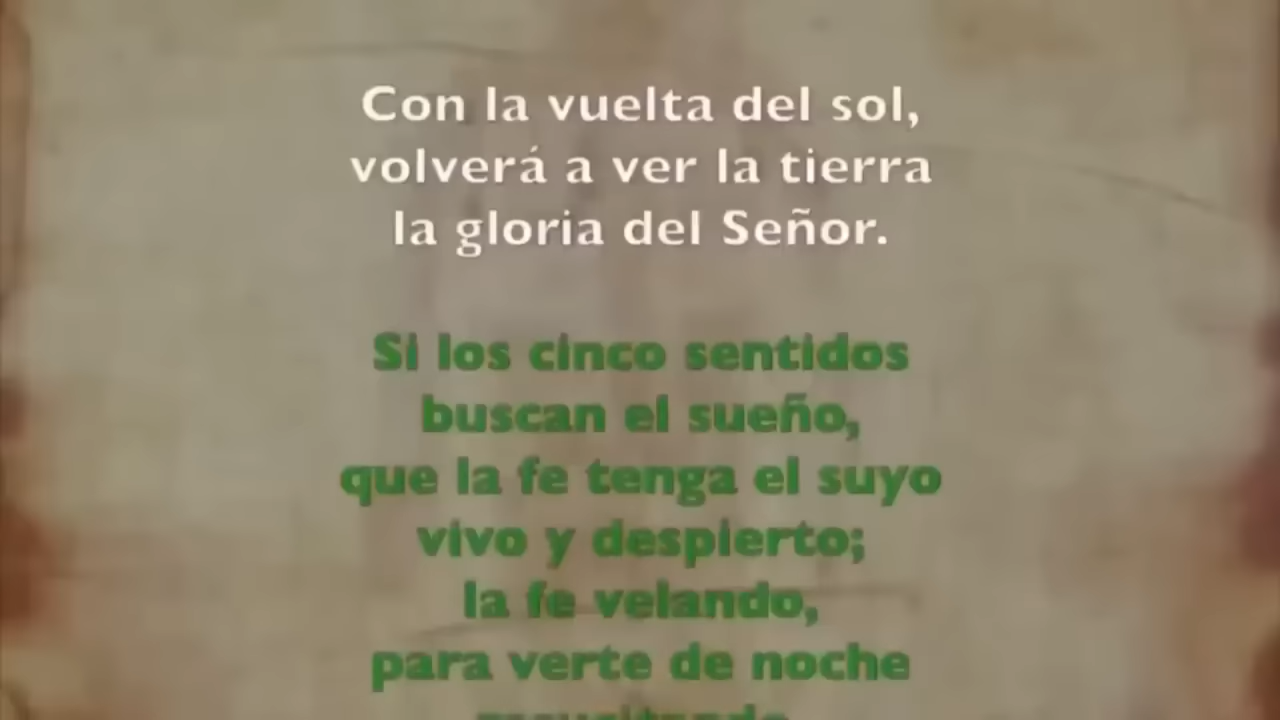 Con la vuelta del sol,
volverá a ver la tierra
la gloria del Señor.
Si los cinco sentidos
buscan el sueño,
que la fe tenga el suyo
vivo y despierto;
la fe velando,
para verte de noche